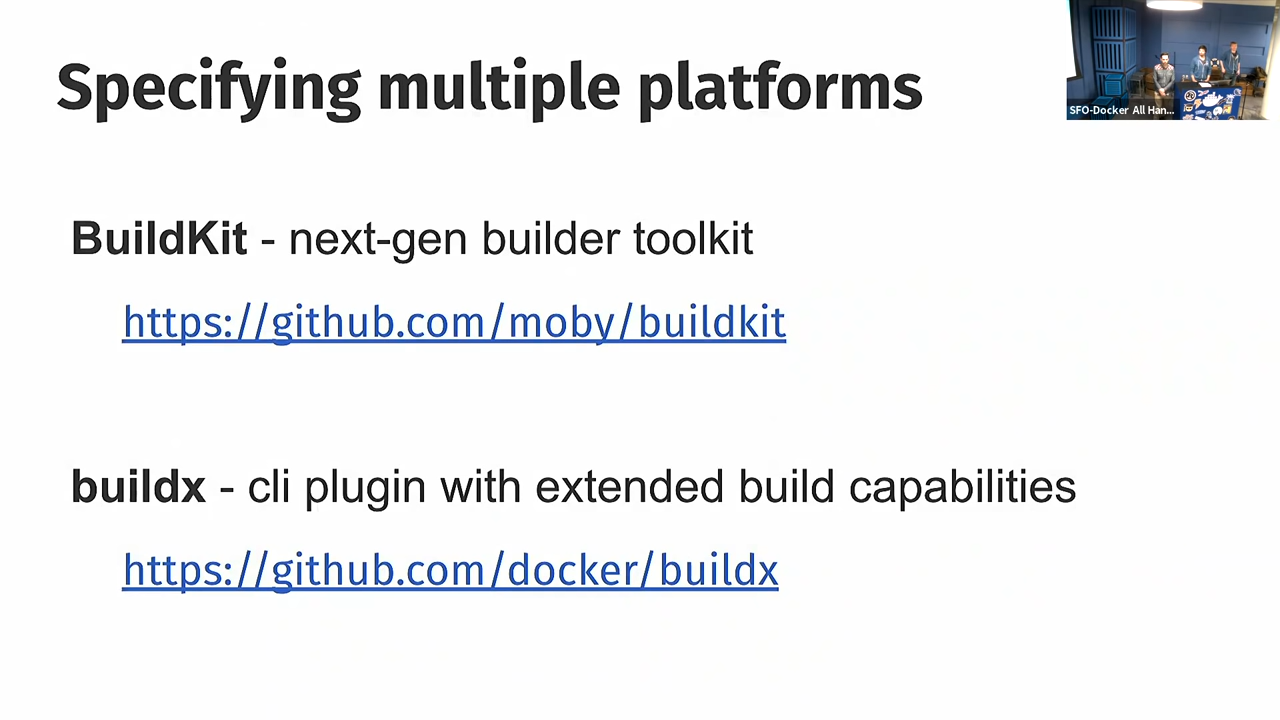 Specifying multiple platforms
SFO-Docker All Han...
BuildKit - next-gen builder toolkit
https://github.com/moby/buildkit
buildx - cli plugin with extended build capabilities
https://github.com/docker/buildx